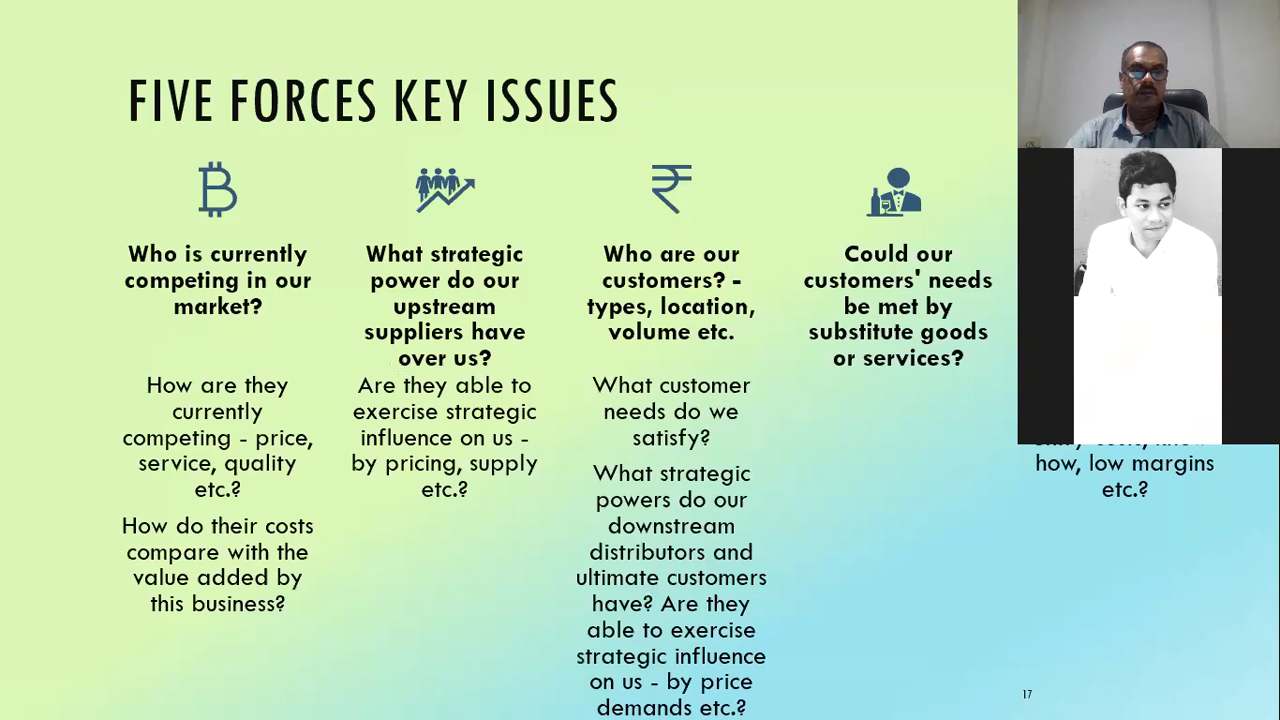 FIVE FORCES KEY ISSUES
Who is currently
competing in our
market?
How are they
currently
competing - price,
service, quality
etc.?
How do their costs
compare with the
value added by
this business?
What strategic
power do our
upstream
suppliers have
over us?
Are they able to
exercise strategic
influence on us -
by pricing, supply
etc.?
Who are our
customers? -
types, location,
volume etc.
What customer
needs do we
satisfy?
What strategic
powers do our
downstream
distributors and
ultimate customers
have? Are they
able to exercise
strategic influence
on us - by price
demands etc.?
Could our
customers' needs
be met by
substitute goods
or services?
how, low margins
etc.?
17